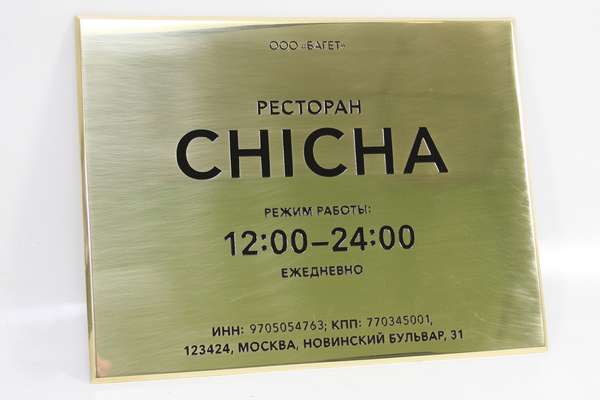 ООО «БАГЕТ»
РЕСТОРАН
CHICHA
РЕЖИМ РАБОТЫ:
12:00–24:00
ЕЖЕДНЕВНО
ИНН: 9705054763; КПП: 770345001,
123424, МОСКВА, НОВИНСКИЙ БУЛЬВАР, 31